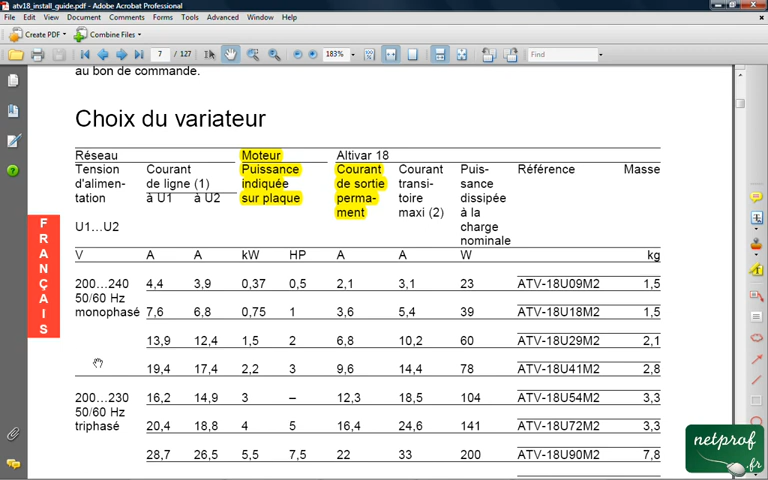 atv18_install_guide.pdf - Adobe Acrobat Professional
File Edit View Document Comments Forms Tools Advanced Window Help
Create PDF Combine Files
7 / 127 183% Find
au bon de commande.
Choix du variateur
Réseau Moteur Altivar 18
Tension Courant Puissance Courant Courant Puis- Référence Masse
d'alimen- de ligne (1) indiquée de sortie transi- sance
tation à U1 à U2 sur plaque perma- toire dissipée
ment maxi (2) à la
U1...U2 charge
nominale
V A A kW HP A A W kg
200...240 4,4 3,9 0,37 0,5 2,1 3,1 23 ATV-18U09M2 1,5
50/60 Hz
monophasé 7,6 6,8 0,75 1 3,6 5,4 39 ATV-18U18M2 1,5
13,9 12,4 1,5 2 6,8 10,2 60 ATV-18U29M2 2,1
19,4 17,4 2,2 3 9,6 14,4 78 ATV-18U41M2 2,8
200...230 16,2 14,9 3 – 12,3 18,5 104 ATV-18U54M2 3,3
50/60 Hz
triphasé 20,4 18,8 4 5 16,4 24,6 141 ATV-18U72M2 3,3
28,7 26,5 5,5 7,5 22 33 200 ATV-18U90M2 7,8
FRANÇAIS
netprof
.fr